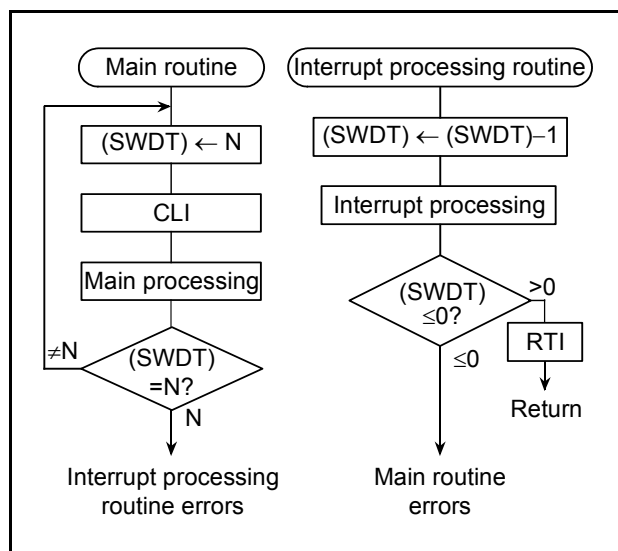 Main routine
(SWDT) ← N
CLI
Main processing
≠N
(SWDT)
=N?
N
Interrupt processing
routine errors
Interrupt processing routine
(SWDT) ← (SWDT)–1
Interrupt processing
>0
(SWDT)
≤0?
RTI
≤0
Return
Main routine
errors